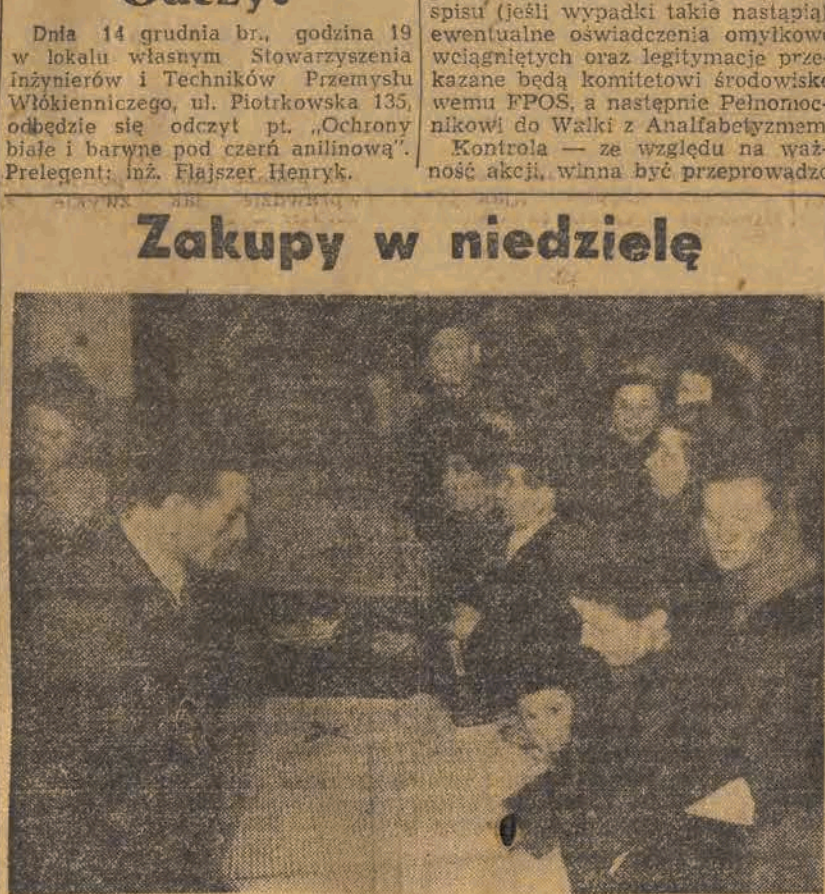 Odczyt
Dnia 14 grudnia br., godzina 19
w lokalu własnym Stowarzyszenia
Inżynierów i Techników Przemysłu
Włókienniczego, ul. Piotrkowska 135,
odbędzie się odczyt pt. „Ochrony
białe i barwne pod czerń anilinową”.
Prelegent: inż. Flajszer Henryk.
spisu (jeśli wypadki takie nastąpią)
ewentualne oświadczenia omyłkowo
wciągniętych oraz legitymacje prze-
kazane będą komitetowi środowisko
wemu FPOS, a następnie Pełnomoc-
nikowi do Walki z Analfabetyzmem
Kontrola — ze względu na waż-
ność akcji, winna być przeprowadzo
Zakupy w niedzielę